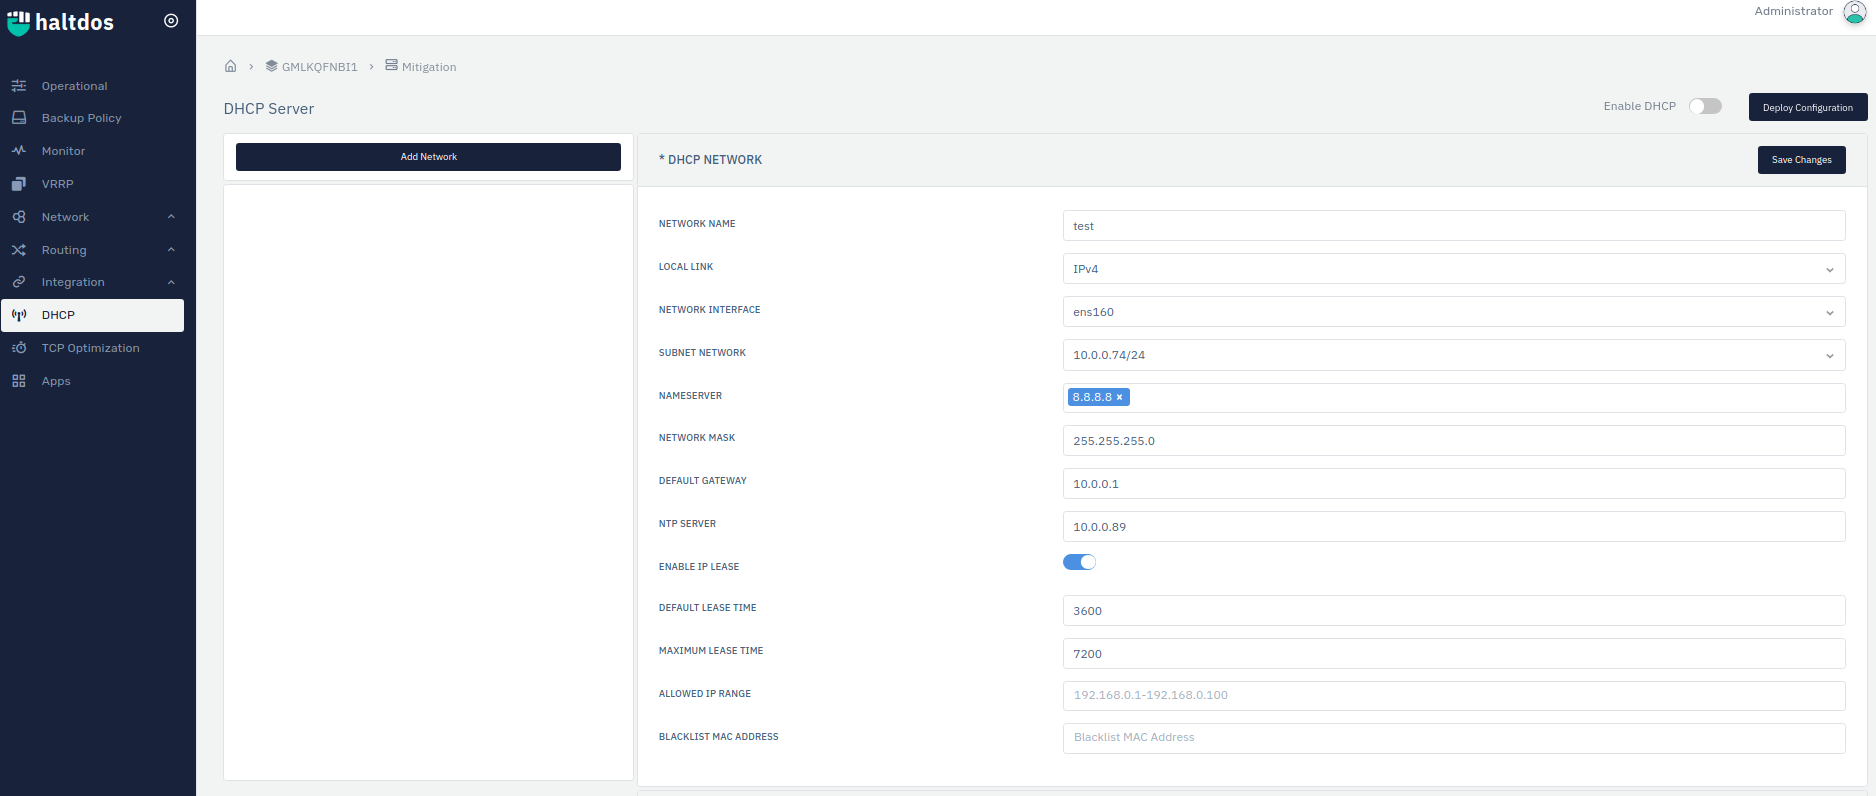 haltdos
Administrator
Operational
Backup Policy
Monitor
VRRP
Network
Routing
Integration
DHCP
TCP Optimization
Apps
GMLKQFNBI1
Mitigation
DHCP Server
Enable DHCP
Deploy Configuration
Add Network
* DHCP NETWORK
Save Changes
NETWORK NAME
test
LOCAL LINK
IPv4
NETWORK INTERFACE
ens160
SUBNET NETWORK
10.0.0.74/24
NAMESERVER
8.8.8.8 ×
NETWORK MASK
255.255.255.0
DEFAULT GATEWAY
10.0.0.1
NTP SERVER
10.0.0.89
ENABLE IP LEASE
DEFAULT LEASE TIME
3600
MAXIMUM LEASE TIME
7200
ALLOWED IP RANGE
192.168.0.1-192.168.0.100
BLACKLIST MAC ADDRESS
Blacklist MAC Address